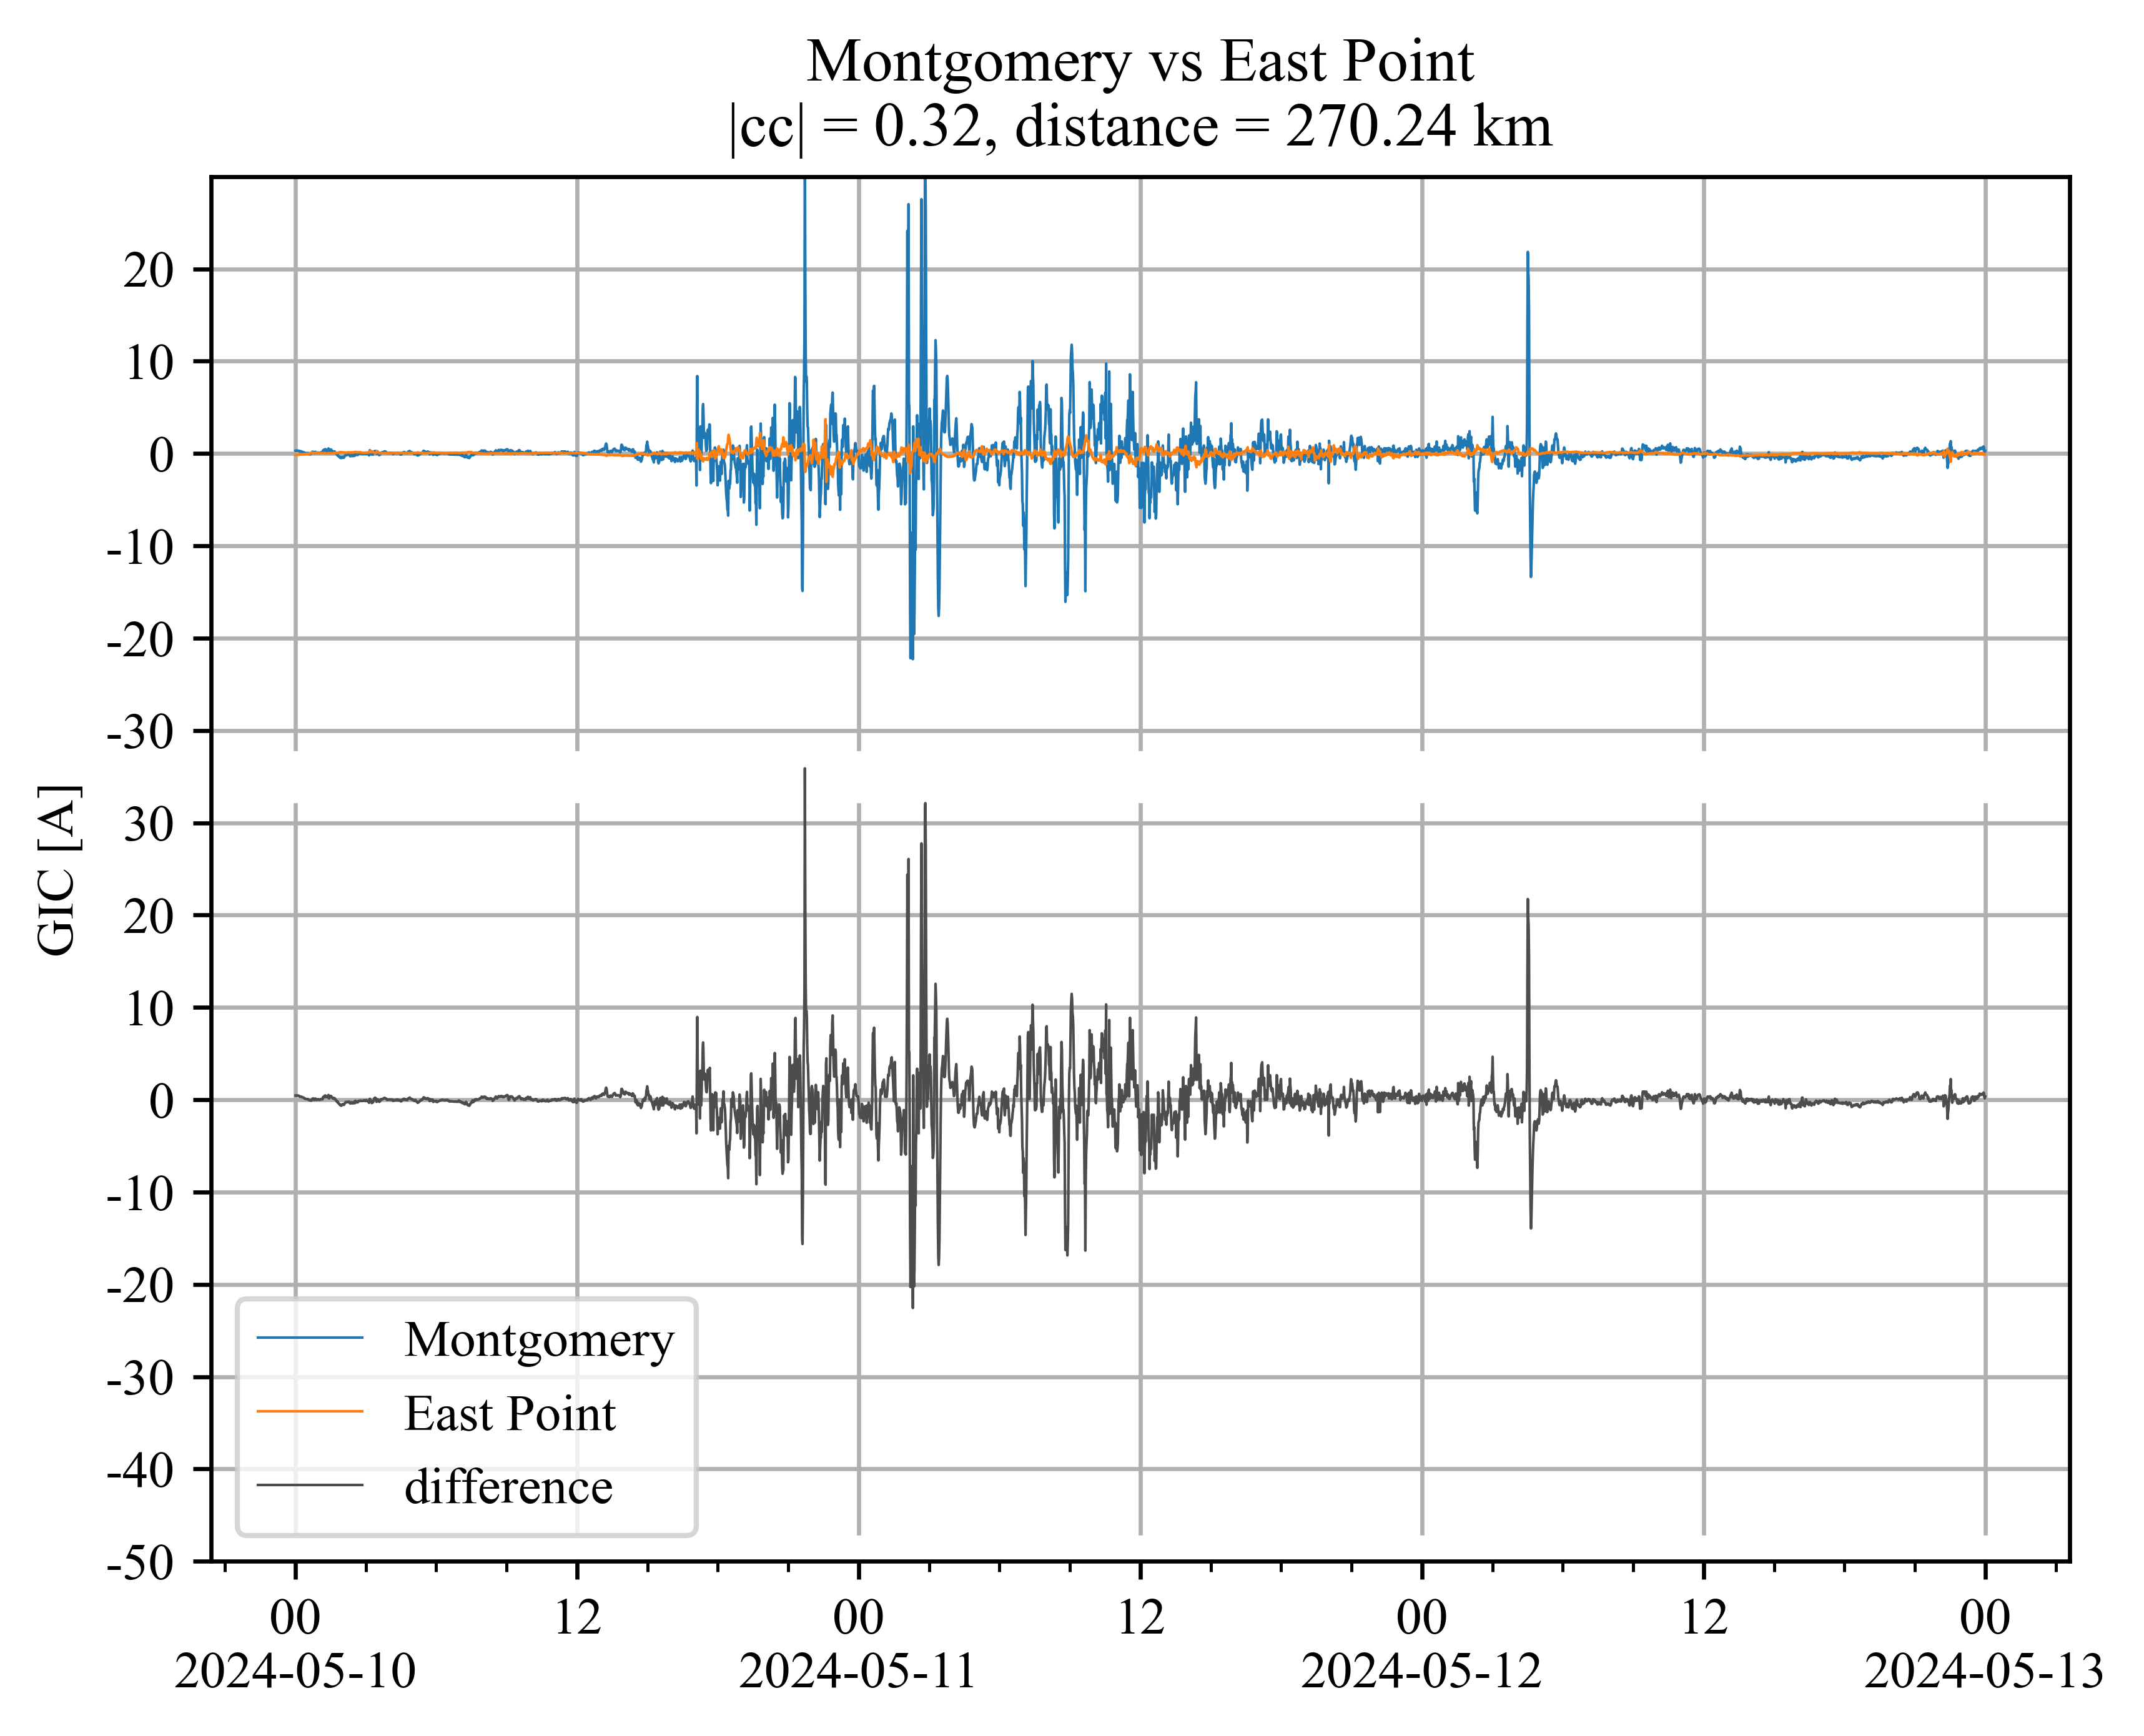 Montgomery vs East Point
|cc| = 0.32, distance = 270.24 km
20
10
0
-10
-20
-30
30
20
10
0
-10
-20
-30
-40
-50
GIC [A]
Montgomery
East Point
difference
00 12 00 12 00 12 00
2024-05-10 2024-05-11 2024-05-12 2024-05-13